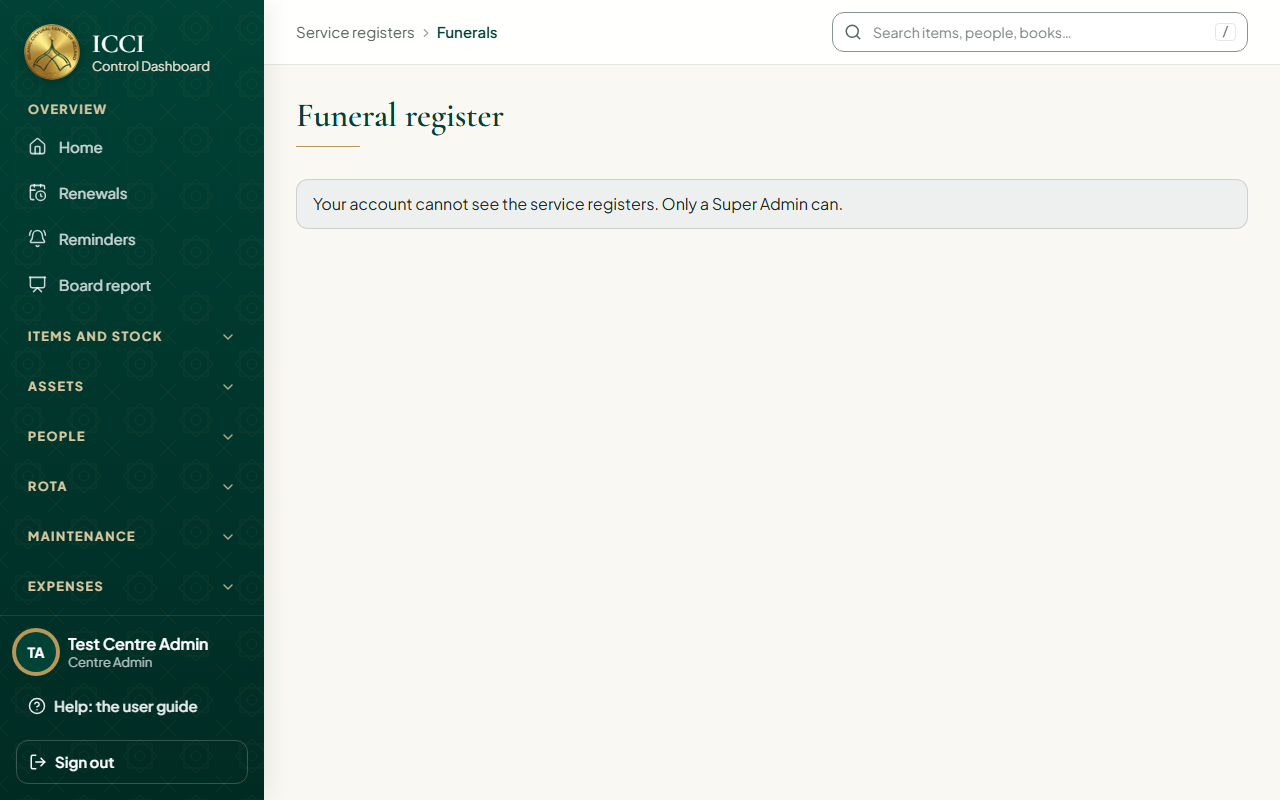 ICCI
Control Dashboard
OVERVIEW
Home
Renewals
Reminders
Board report
ITEMS AND STOCK
ASSETS
PEOPLE
ROTA
MAINTENANCE
EXPENSES
TA
Test Centre Admin
Centre Admin
Help: the user guide
Sign out
Service registers > Funerals
Search items, people, books... /
Funeral register
Your account cannot see the service registers. Only a Super Admin can.